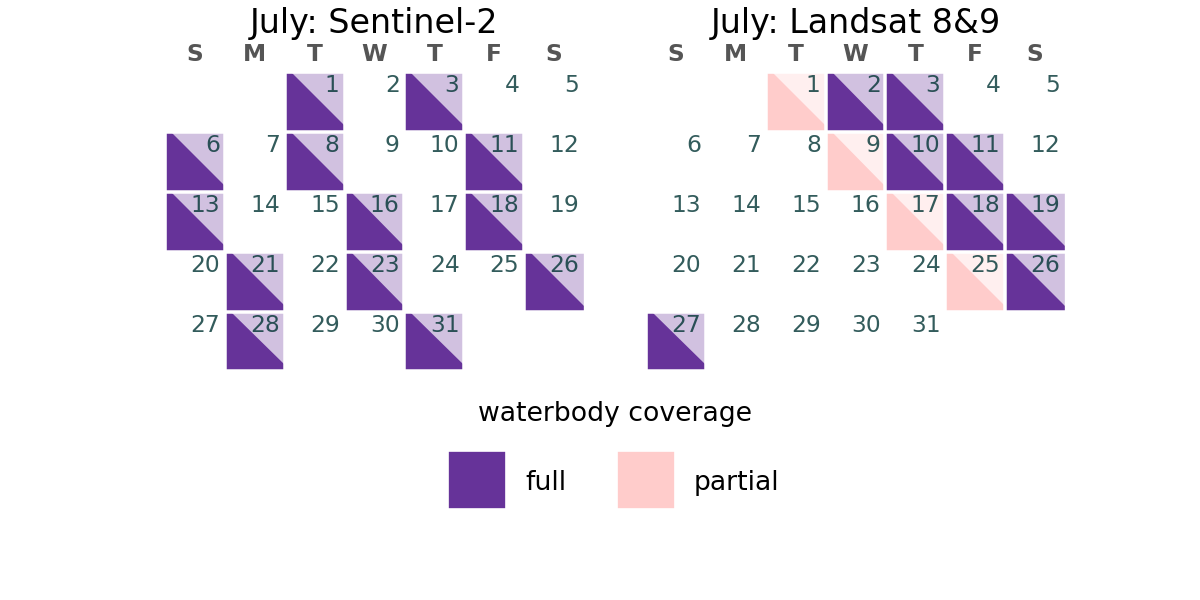 July: Sentinel-2
S M T W T F S
1 2 3 4 5
6 7 8 9 10 11 12
13 14 15 16 17 18 19
20 21 22 23 24 25 26
27 28 29 30 31
July: Landsat 8&9
S M T W T F S
1 2 3 4 5
6 7 8 9 10 11 12
13 14 15 16 17 18 19
20 21 22 23 24 25 26
27 28 29 30 31
waterbody coverage
full
partial